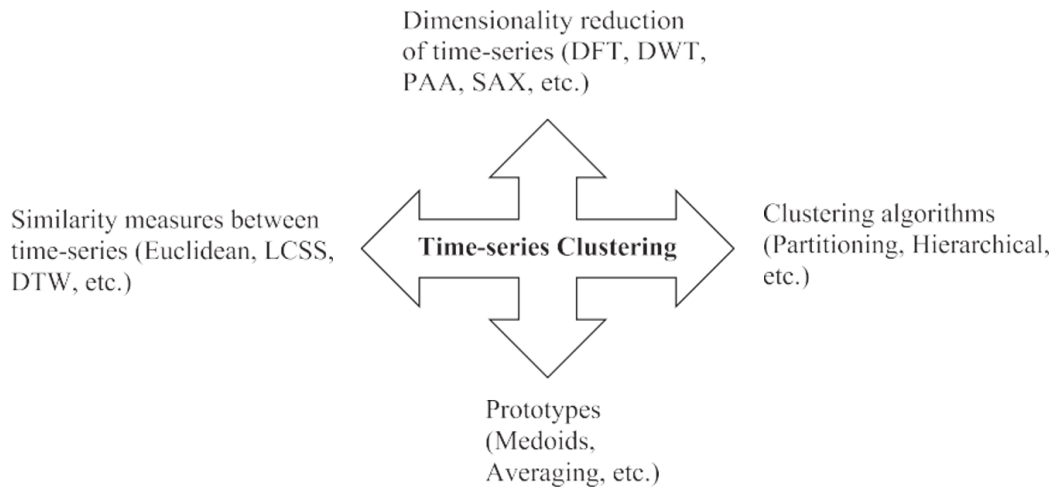 Dimensionality reduction
of time-series (DFT, DWT,
PAA, SAX, etc.)
Similarity measures between
time-series (Euclidean, LCSS,
DTW, etc.)
Time-series Clustering
Clustering algorithms
(Partitioning, Hierarchical,
etc.)
Prototypes
(Medoids,
Averaging, etc.)